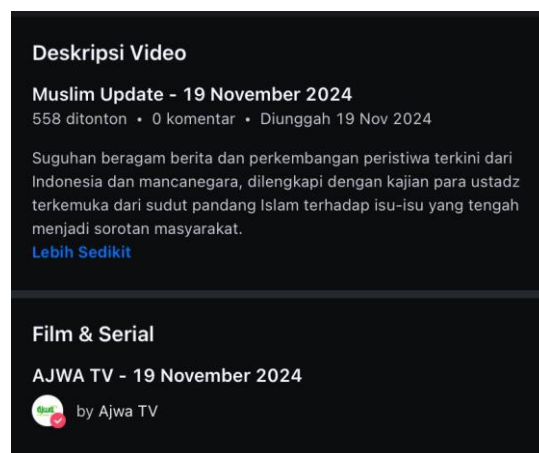 Deskripsi Video
Muslim Update - 19 November 2024
558 ditonton • 0 komentar • Diunggah 19 Nov 2024
Suguhan beragam berita dan perkembangan peristiwa terkini dari
Indonesia dan mancanegara, dilengkapi dengan kajian para ustadz
terkemuka dari sudut pandang Islam terhadap isu-isu yang tengah
menjadi sorotan masyarakat.
Lebih Sedikit
Film & Serial
AJWA TV - 19 November 2024
ajwa
by Ajwa TV